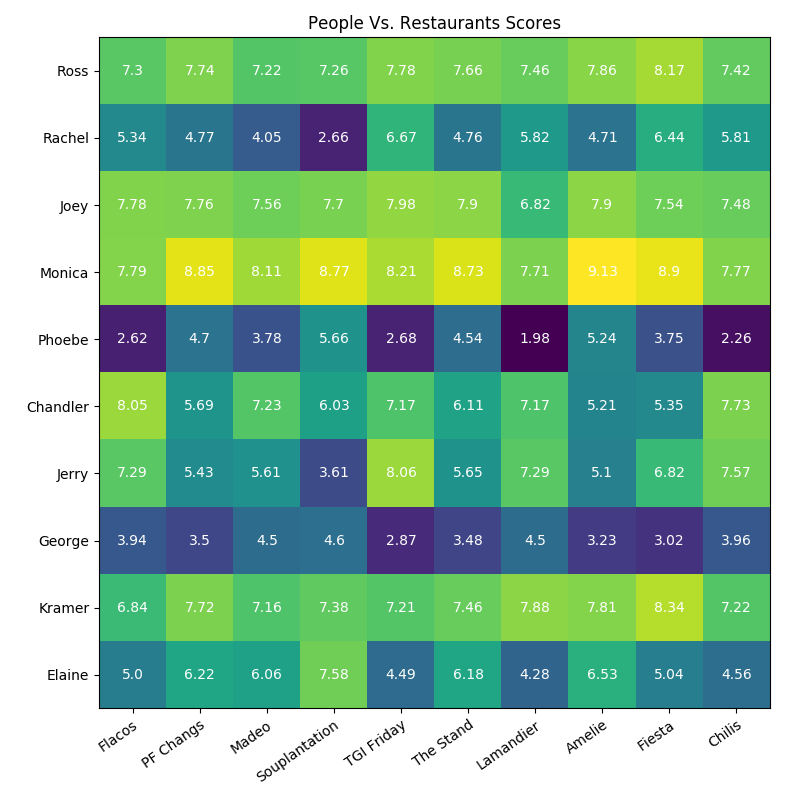 People Vs. Restaurants Scores
Ross 7.3 7.74 7.22 7.26 7.78 7.66 7.46 7.86 8.17 7.42
Rachel 5.34 4.77 4.05 2.66 6.67 4.76 5.82 4.71 6.44 5.81
Joey 7.78 7.76 7.56 7.7 7.98 7.9 6.82 7.9 7.54 7.48
Monica 7.79 8.85 8.11 8.77 8.21 8.73 7.71 9.13 8.9 7.77
Phoebe 2.62 4.7 3.78 5.66 2.68 4.54 1.98 5.24 3.75 2.26
Chandler 8.05 5.69 7.23 6.03 7.17 6.11 7.17 5.21 5.35 7.73
Jerry 7.29 5.43 5.61 3.61 8.06 5.65 7.29 5.1 6.82 7.57
George 3.94 3.5 4.5 4.6 2.87 3.48 4.5 3.23 3.02 3.96
Kramer 6.84 7.72 7.16 7.38 7.21 7.46 7.88 7.81 8.34 7.22
Elaine 5.0 6.22 6.06 7.58 4.49 6.18 4.28 6.53 5.04 4.56
Flacos PF Changs Madeo Souplantation TGI Friday The Stand Lamandier Amelie Fiesta Chilis